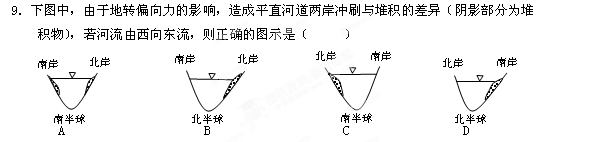 9. 下图中，由于地转偏向力的影响，造成平直河道两岸冲刷与堆积的差异（阴影部分为堆
积物），若河流由西向东流，则正确的图示是（　　）
南岸 北岸 南岸 北岸 南岸 北岸 南岸 北岸
南半球 北半球 南半球 北半球
A B C D